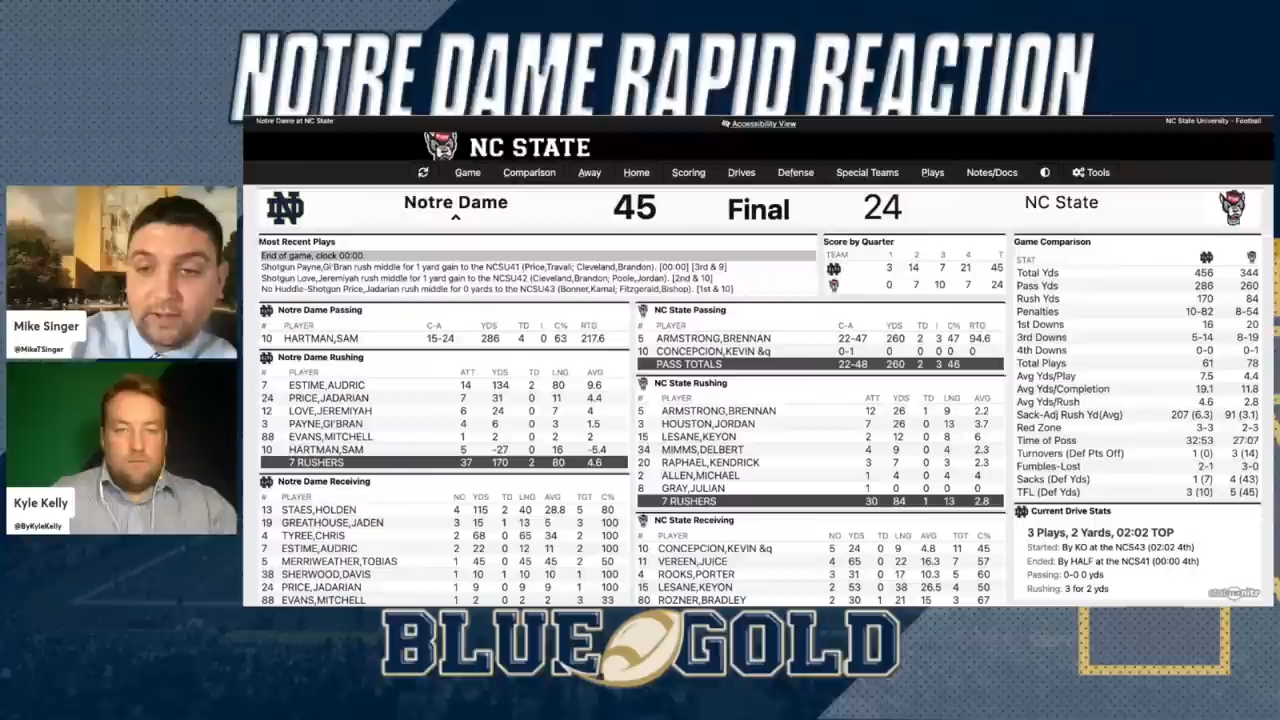 NOTRE DAME RAPID REACTION
Notre Dame at NC State
Accessibility View
NC State University - Football
NC STATE
Game Comparison Away Home Scoring Drives Defense Special Teams Plays Notes/Docs Tools
Notre Dame 45 Final 24 NC State
Most Recent Plays
End of game, clock 00:00.
Shotgun Payne,Gi'Bran rush middle for 1 yard gain to the NCSU41 (Price,Travali; Cleveland,Brandon). [00:00] [3rd & 9]
Shotgun Love,Jeremiyah rush middle for 1 yard gain to the NCSU42 (Cleveland,Brandon; Poole,Jordan). [2nd & 10]
No Huddle-Shotgun Price,Jadarian rush middle for 0 yards to the NCSU43 (Bonner,Kamal; Fitzgerald,Bishop). [1st & 10]
Score by Quarter
TEAM 1 2 3 4 T
3 14 7 21 45
0 7 10 7 24
Notre Dame Passing
# PLAYER C-A YDS TD I C% RTG
10 HARTMAN,SAM 15-24 286 4 0 63 217.6
Notre Dame Rushing
# PLAYER ATT YDS TD LNG AVG
7 ESTIME,AUDRIC 14 134 2 80 9.6
24 PRICE,JADARIAN 7 31 0 11 4.4
12 LOVE,JEREMIYAH 6 24 0 7 4
3 PAYNE,GI'BRAN 4 6 0 3 1.5
88 EVANS,MITCHELL 1 2 0 2 2
10 HARTMAN,SAM 5 -27 0 16 -5.4
7 RUSHERS 37 170 2 80 4.6
Notre Dame Receiving
# PLAYER NO YDS TD LNG AVG TGT C%
13 STAES,HOLDEN 4 115 2 40 28.8 5 80
19 GREATHOUSE,JADEN 3 15 1 13 5 3 100
4 TYREE,CHRIS 2 68 0 65 34 2 100
7 ESTIME,AUDRIC 2 22 0 12 11 2 100
5 MERRIWEATHER,TOBIAS 1 45 0 45 45 2 50
38 SHERWOOD,DAVIS 1 10 1 10 10 1 100
24 PRICE,JADARIAN 1 9 0 9 9 1 100
88 EVANS,MITCHELL 1 2 0 2 2 3 33
NC State Passing
# PLAYER C-A YDS TD I C% RTG
5 ARMSTRONG,BRENNAN 22-47 260 2 3 47 94.6
10 CONCEPCION,KEVIN &q 0-1 0 0 0 0 0
PASS TOTALS 22-48 260 2 3 46
NC State Rushing
# PLAYER ATT YDS TD LNG AVG
5 ARMSTRONG,BRENNAN 12 26 1 9 2.2
3 HOUSTON,JORDAN 7 26 0 13 3.7
15 LESANE,KEYON 2 12 0 8 6
34 MIMMS,DELBERT 4 9 0 4 2.3
20 RAPHAEL,KENDRICK 3 7 0 3 2.3
2 ALLEN,MICHAEL 1 4 0 4 4
8 GRAY,JULIAN 1 0 0 0 0
7 RUSHERS 30 84 1 13 2.8
NC State Receiving
# PLAYER NO YDS TD LNG AVG TGT C%
10 CONCEPCION,KEVIN &q 5 24 0 9 4.8 11 45
11 VEREEN,JUICE 4 65 0 22 16.3 7 57
4 ROOKS,PORTER 3 31 0 17 10.3 5 60
15 LESANE,KEYON 2 53 0 38 26.5 4 50
80 ROZNER,BRADLEY 2 30 1 21 15 3 67
Game Comparison
STAT
Total Yds 456 344
Pass Yds 286 260
Rush Yds 170 84
Penalties 10-82 8-54
1st Downs 16 20
3rd Downs 5-14 8-19
4th Downs 0-0 0-1
Total Plays 61 78
Avg Yds/Play 7.5 4.4
Avg Yds/Completion 19.1 11.8
Avg Yds/Rush 4.6 2.8
Sack-Adj Rush Yd(Avg) 207 (6.3) 91 (3.1)
Red Zone 3-3 2-3
Time of Poss 32:53 27:07
Turnovers (Def Pts Off) 1 (0) 3 (14)
Fumbles-Lost 2-1 3-0
Sacks (Def Yds) 1 (7) 4 (43)
TFL (Def Yds) 3 (10) 5 (45)
Current Drive Stats
3 Plays, 2 Yards, 02:02 TOP
Started: By KO at the NCS43 (02:02 4th)
Ended: By HALF at the NCS41 (00:00 4th)
Passing: 0-0 0 yds
Rushing: 3 for 2 yds
Mike Singer
@MikeTSinger
Kyle Kelly
@ByKyleKelly
BLUE GOLD